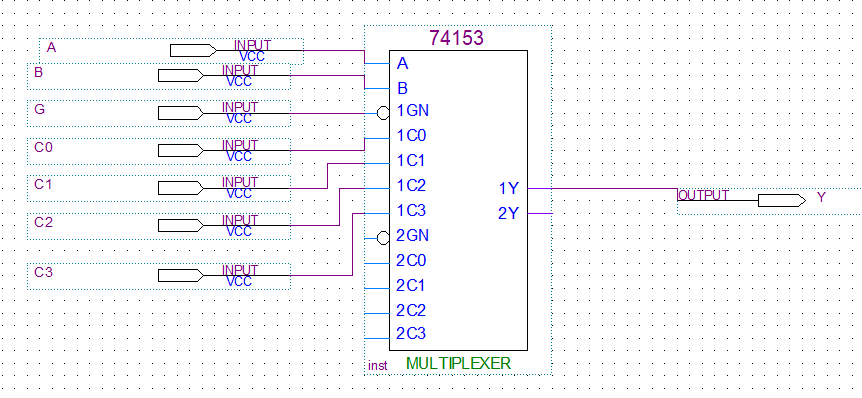 74153
A INPUT
VCC
B INPUT
VCC
G INPUT
VCC
C0 INPUT
VCC
C1 INPUT
VCC
C2 INPUT
VCC
C3 INPUT
VCC
A
B
1GN
1C0
1C1
1C2
1C3
2GN
2C0
2C1
2C2
2C3
1Y
2Y
OUTPUT Y
inst MULTIPLEXER